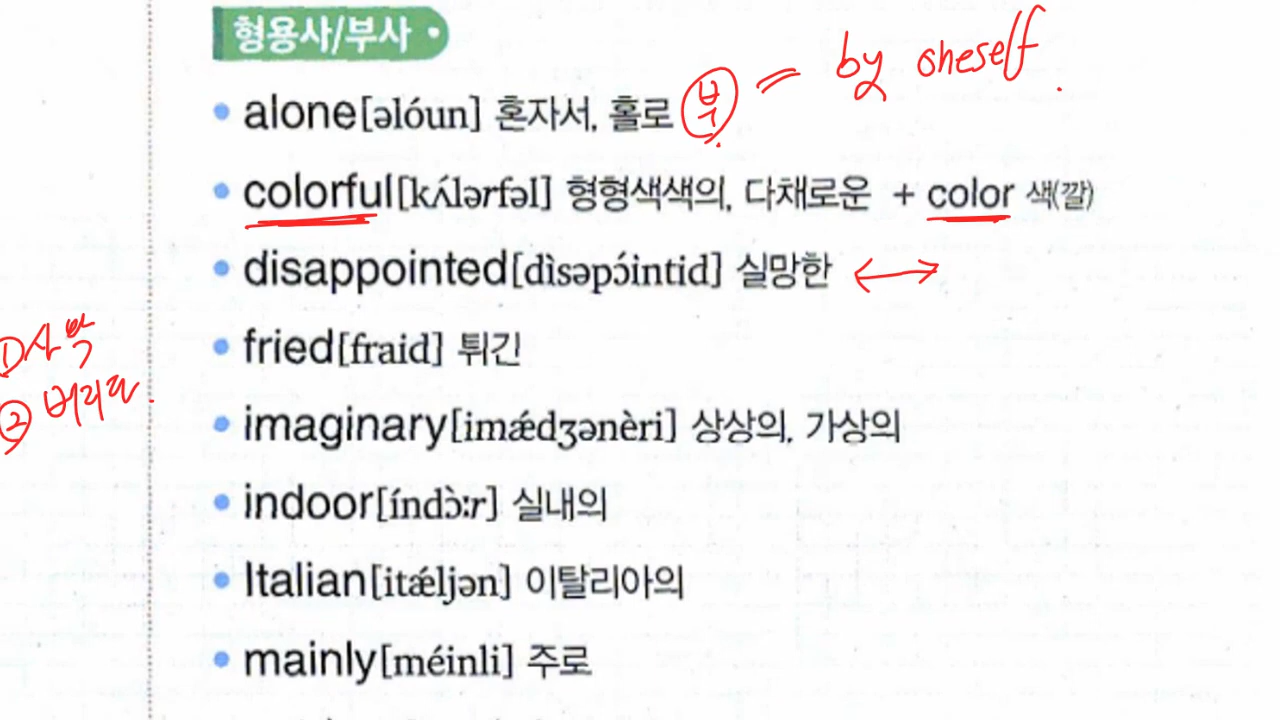 형용사/부사
alone[əlóun] 혼자서, 홀로 부 = by oneself.
colorful[kʌ́lərfəl] 형형색색의, 다채로운 + color 색(깔)
disappointed[dìsəpɔ́intid] 실망한 ↔
fried[fraid] 튀긴
① 사막
② 버리다
imaginary[imǽdʒənèri] 상상의, 가상의
indoor[índɔ̀ːr] 실내의
Italian[itǽljən] 이탈리아의
mainly[méinli] 주로